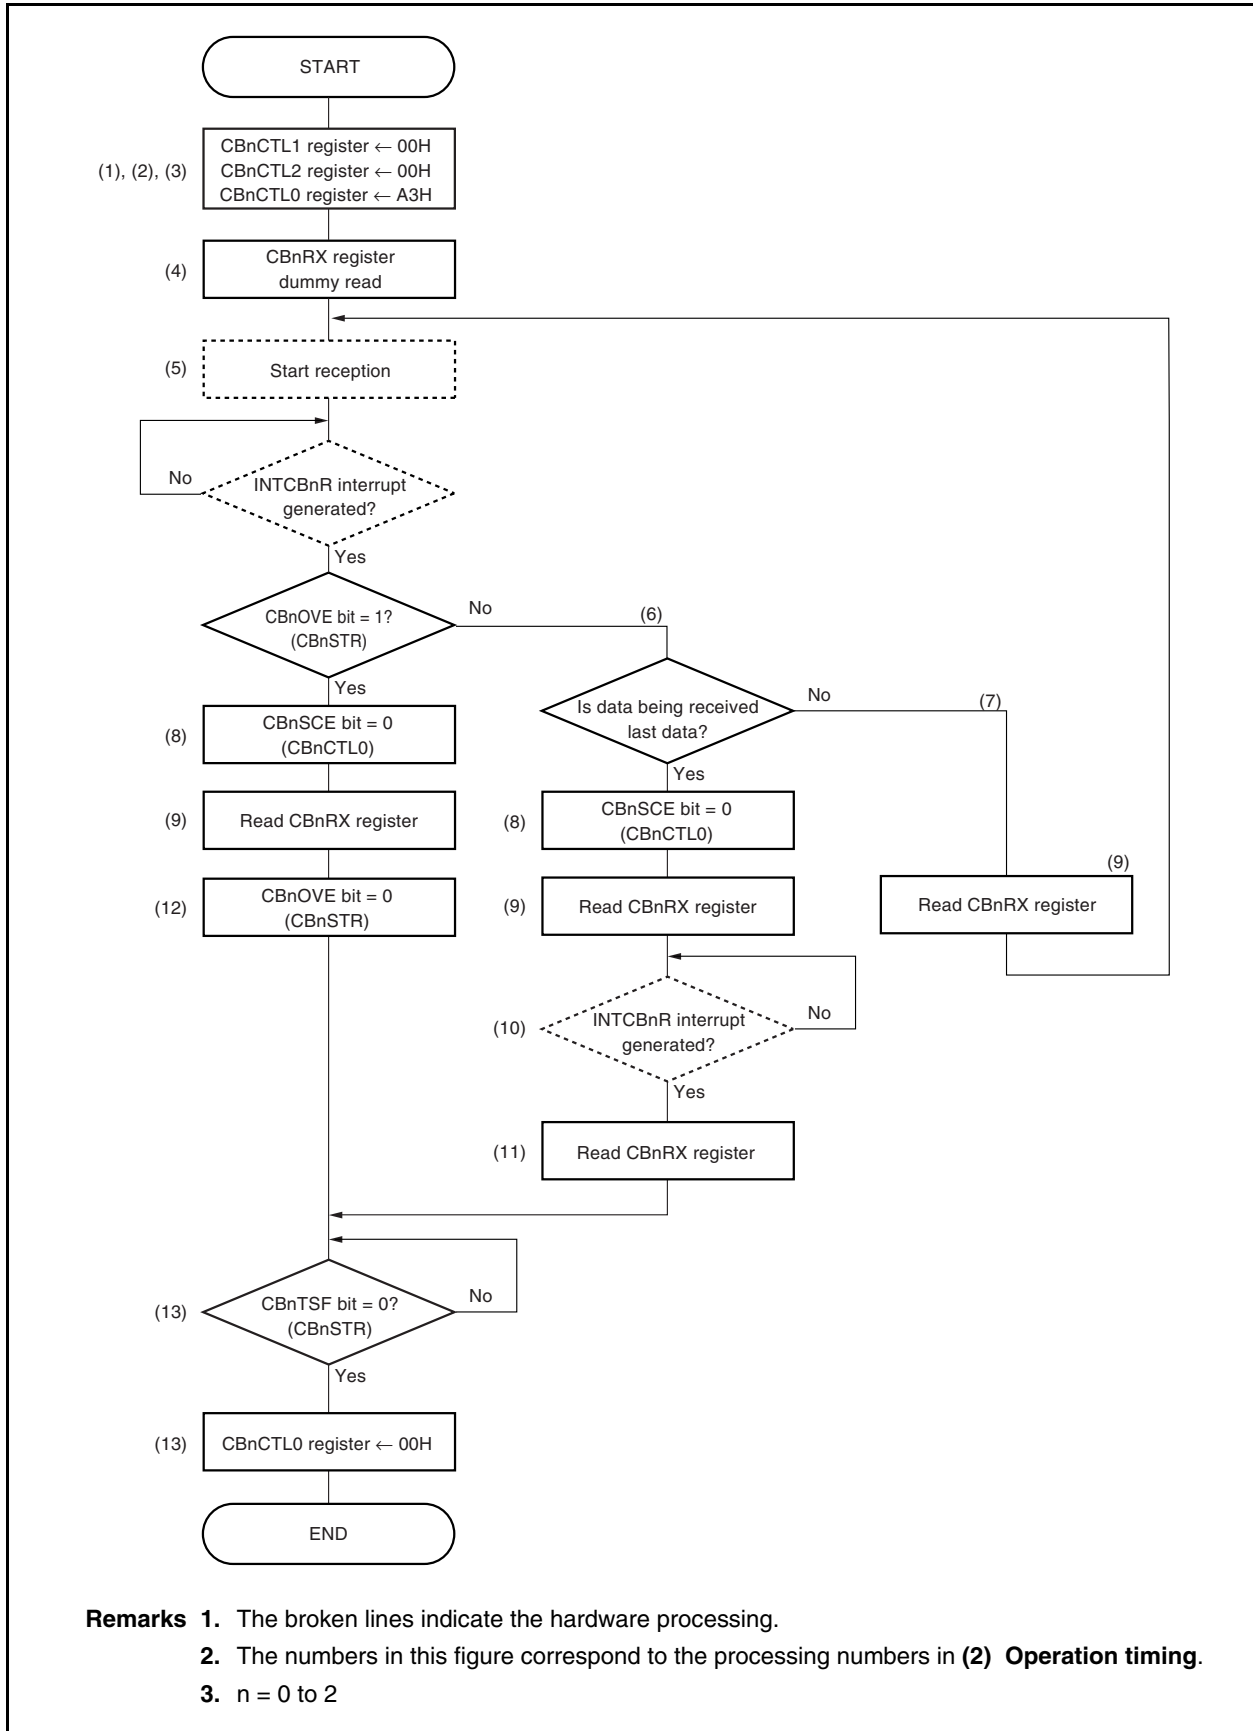 START
(1), (2), (3)
CBnCTL1 register ← 00H
CBnCTL2 register ← 00H
CBnCTL0 register ← A3H
(4)
CBnRX register
dummy read
(5)
Start reception
No
INTCBnR interrupt
generated?
Yes
CBnOVE bit = 1?
(CBnSTR)
No
(6)
Yes
Is data being received
last data?
No
(7)
Yes
(8)
CBnSCE bit = 0
(CBnCTL0)
(8)
CBnSCE bit = 0
(CBnCTL0)
(9)
Read CBnRX register
(9)
Read CBnRX register
(9)
Read CBnRX register
(12)
CBnOVE bit = 0
(CBnSTR)
(10)
INTCBnR interrupt
generated?
No
Yes
(11)
Read CBnRX register
(13)
CBnTSF bit = 0?
(CBnSTR)
No
Yes
(13)
CBnCTL0 register ← 00H
END
Remarks 1. The broken lines indicate the hardware processing.
2. The numbers in this figure correspond to the processing numbers in (2) Operation timing.
3. n = 0 to 2